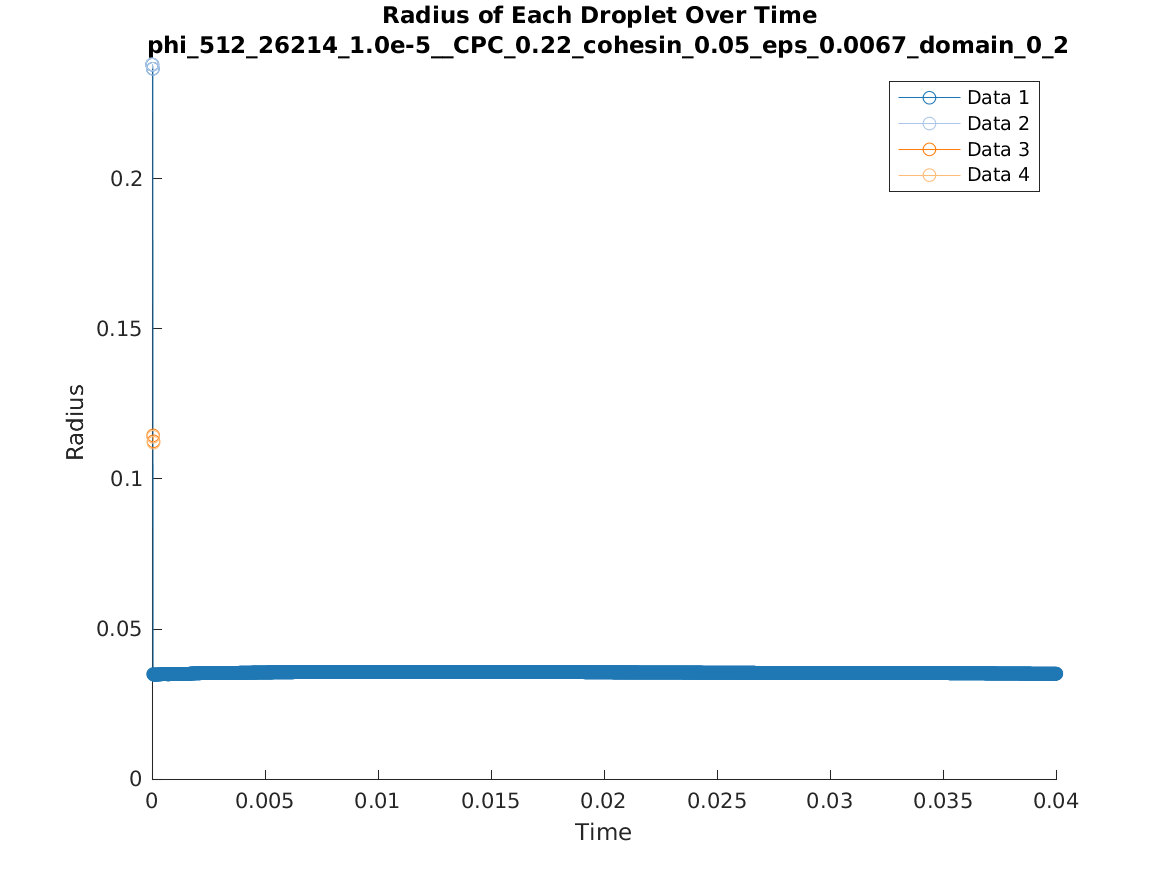 Radius of Each Droplet Over Time
phi_512_26214_1.0e-5__CPC_0.22_cohesin_0.05_eps_0.0067_domain_0_2
Data 1
Data 2
Data 3
Data 4
0.2
0.15
0.1
0.05
0
Radius
0 0.005 0.01 0.015 0.02 0.025 0.03 0.035 0.04
Time